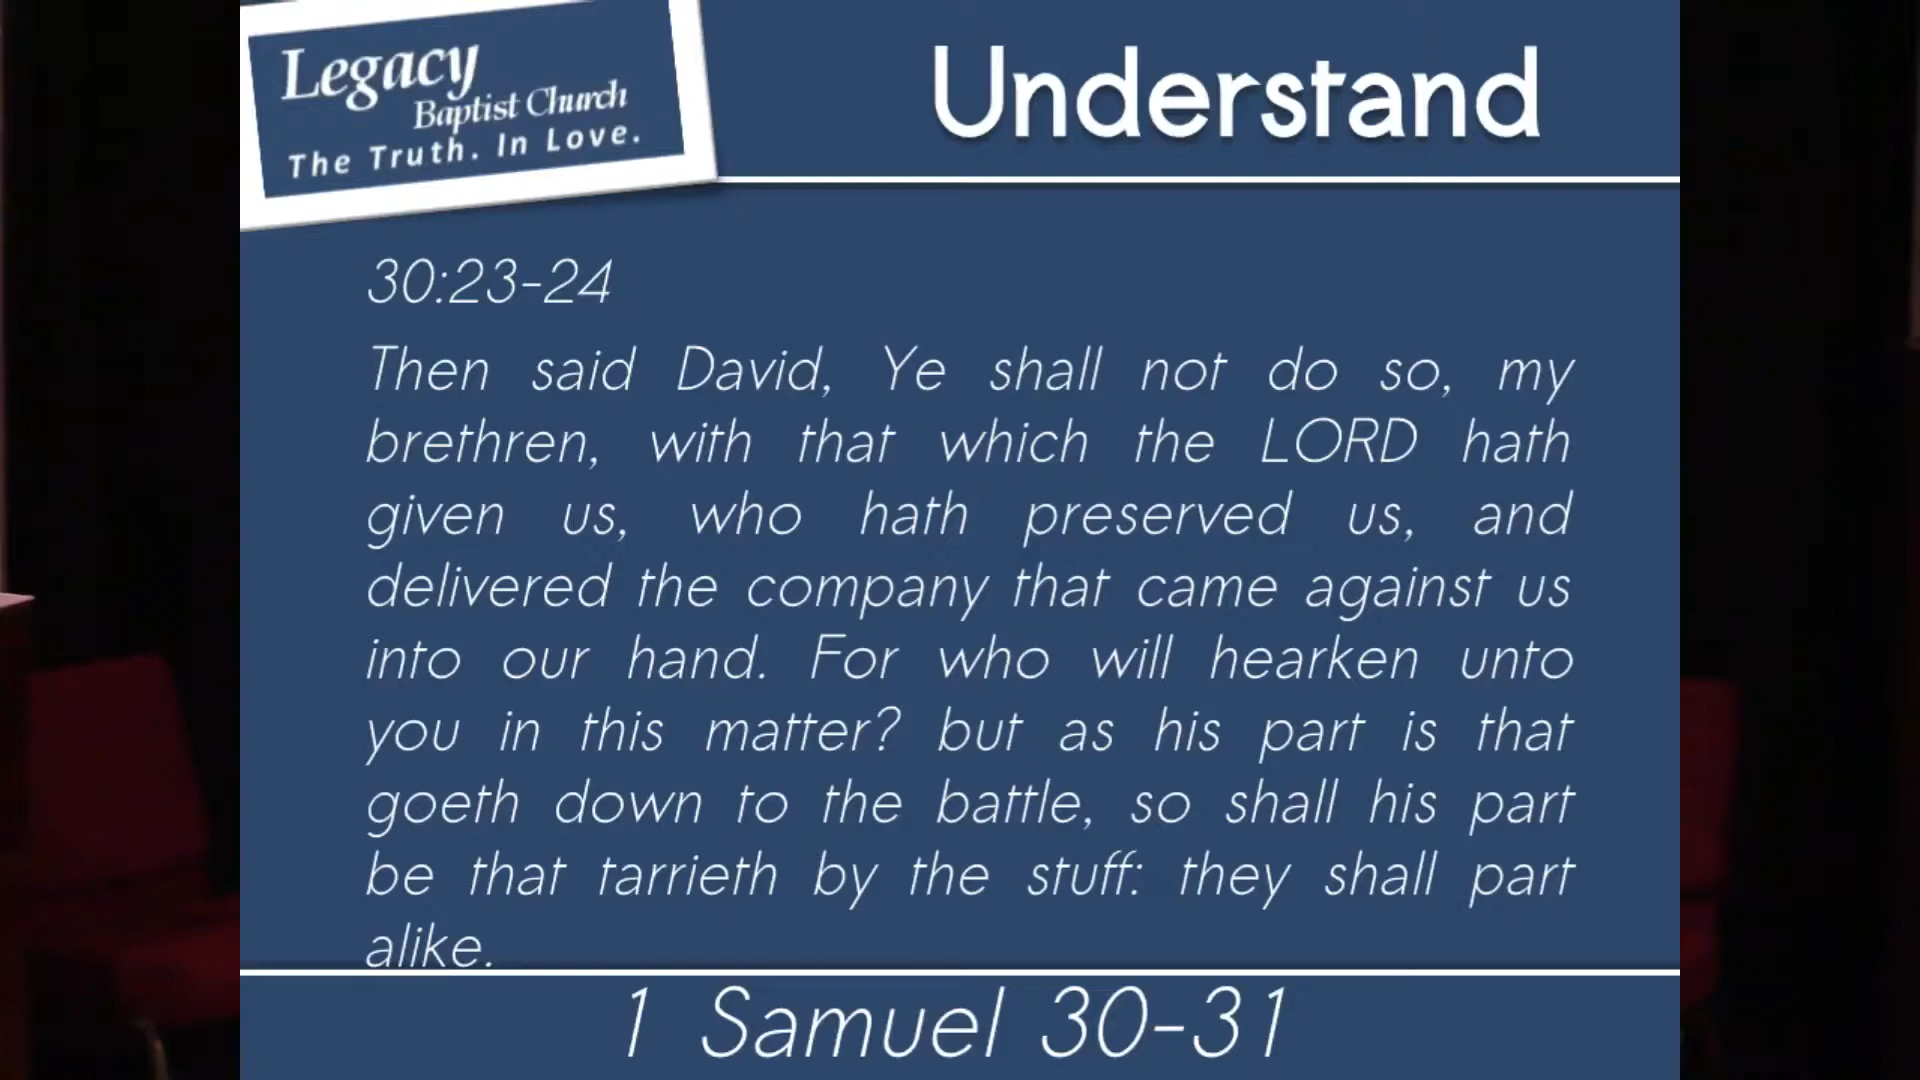 Legacy
Baptist Church
The Truth. In Love.
Understand
30:23-24
Then said David, Ye shall not do so, my
brethren, with that which the LORD hath
given us, who hath preserved us, and
delivered the company that came against us
into our hand. For who will hearken unto
you in this matter? but as his part is that
goeth down to the battle, so shall his part
be that tarrieth by the stuff: they shall part
alike.
1 Samuel 30-31